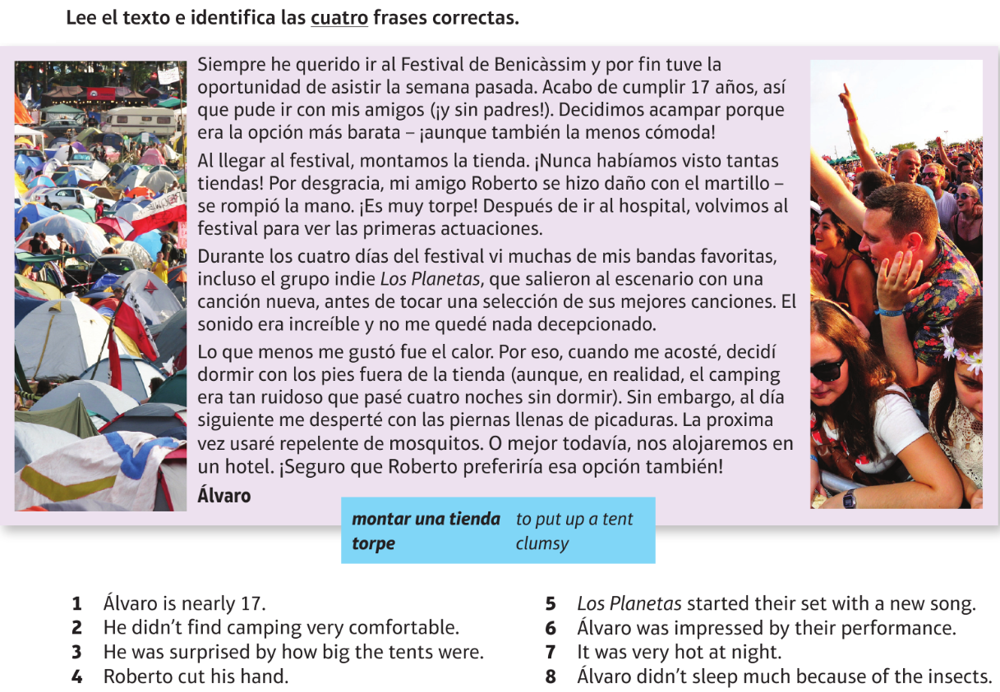 Lee el texto e identifica las cuatro frases correctas.
Siempre he querido ir al Festival de Benicàssim y por fin tuve la
oportunidad de asistir la semana pasada. Acabo de cumplir 17 años, así
que pude ir con mis amigos (¡y sin padres!). Decidimos acampar porque
era la opción más barata – ¡aunque también la menos cómoda!
Al llegar al festival, montamos la tienda. ¡Nunca habíamos visto tantas
tiendas! Por desgracia, mi amigo Roberto se hizo daño con el martillo –
se rompió la mano. ¡Es muy torpe! Después de ir al hospital, volvimos al
festival para ver las primeras actuaciones.
Durante los cuatro días del festival vi muchas de mis bandas favoritas,
incluso el grupo indie Los Planetas, que salieron al escenario con una
canción nueva, antes de tocar una selección de sus mejores canciones. El
sonido era increíble y no me quedé nada decepcionado.
Lo que menos me gustó fue el calor. Por eso, cuando me acosté, decidí
dormir con los pies fuera de la tienda (aunque, en realidad, el camping
era tan ruidoso que pasé cuatro noches sin dormir). Sin embargo, al día
siguiente me desperté con las piernas llenas de picaduras. La proxima
vez usaré repelente de mosquitos. O mejor todavía, nos alojaremos en
un hotel. ¡Seguro que Roberto preferiría esa opción también!
Álvaro
montar una tienda to put up a tent
torpe clumsy
1 Álvaro is nearly 17.
2 He didn't find camping very comfortable.
3 He was surprised by how big the tents were.
4 Roberto cut his hand.
5 Los Planetas started their set with a new song.
6 Álvaro was impressed by their performance.
7 It was very hot at night.
8 Álvaro didn't sleep much because of the insects.